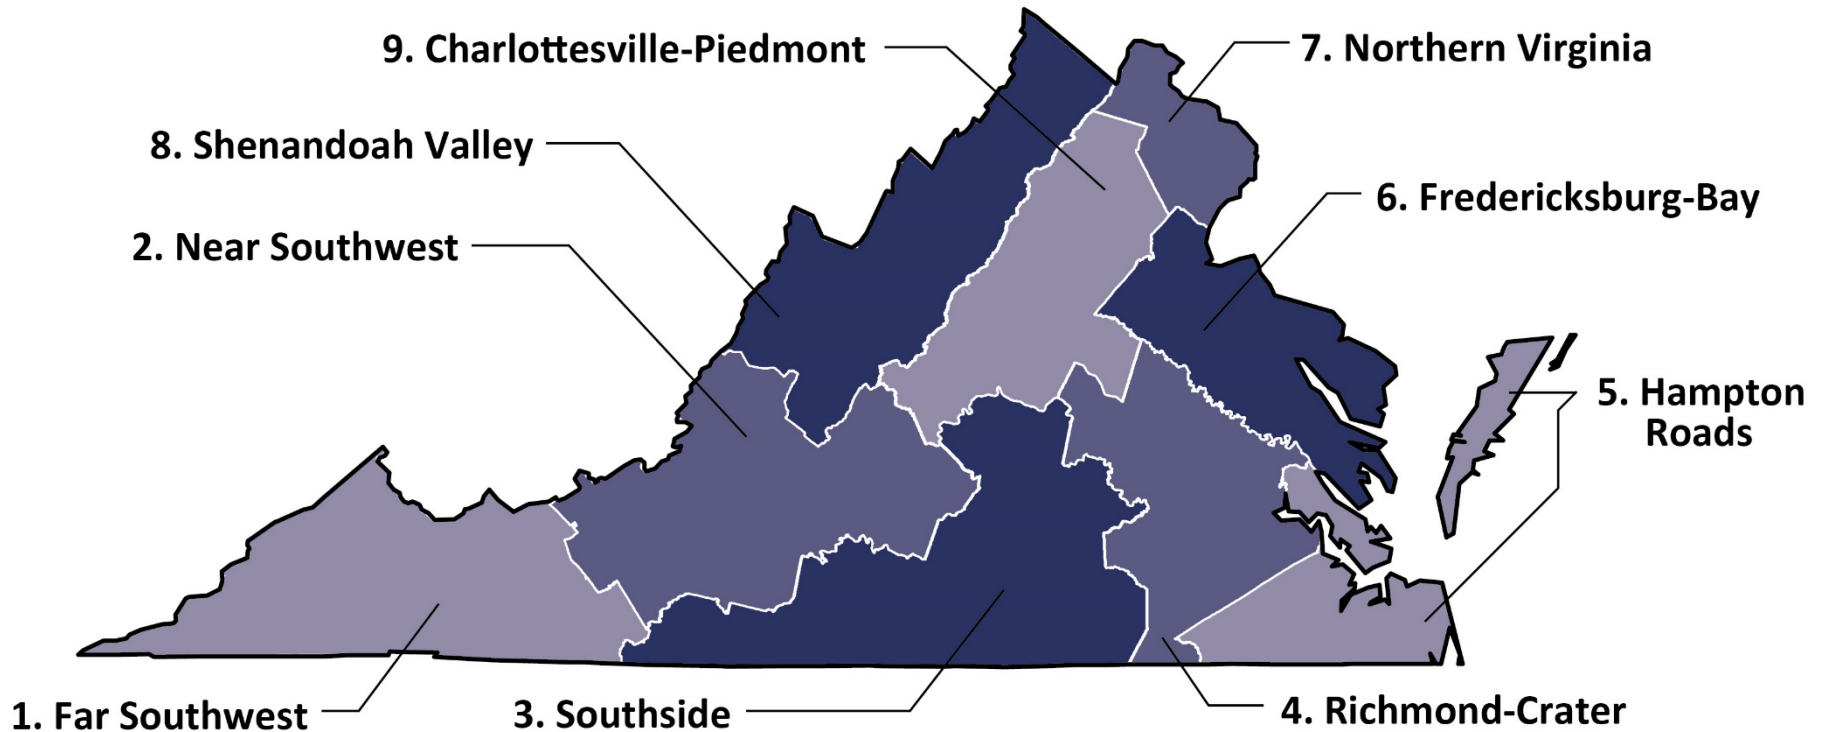 9. Charlottesville-Piedmont
7. Northern Virginia
8. Shenandoah Valley
6. Fredericksburg-Bay
2. Near Southwest
5. Hampton
Roads
1. Far Southwest
3. Southside
4. Richmond-Crater